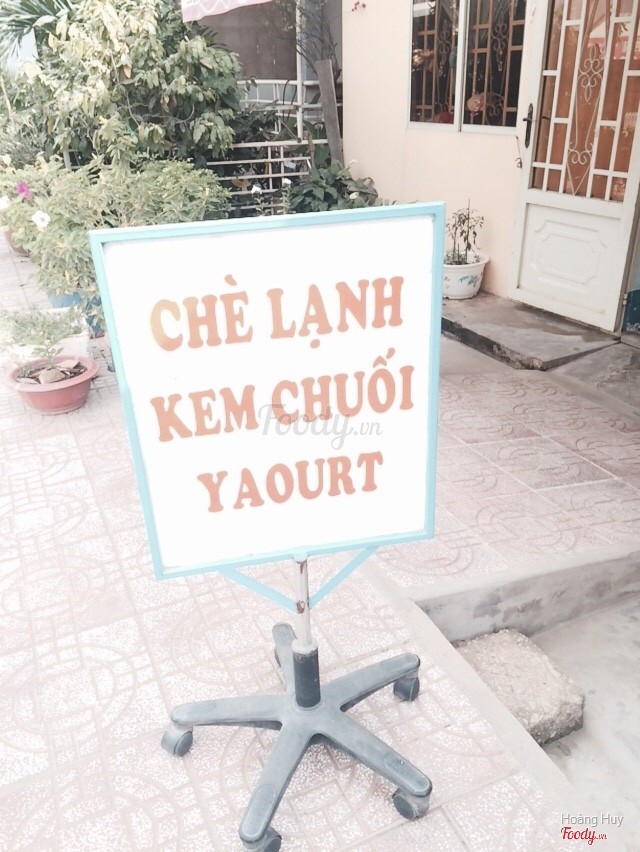 CHÈ LẠNH
KEM CHUỐI
YAOURT
Foody.vn
Hoàng Huy
Foody.vn